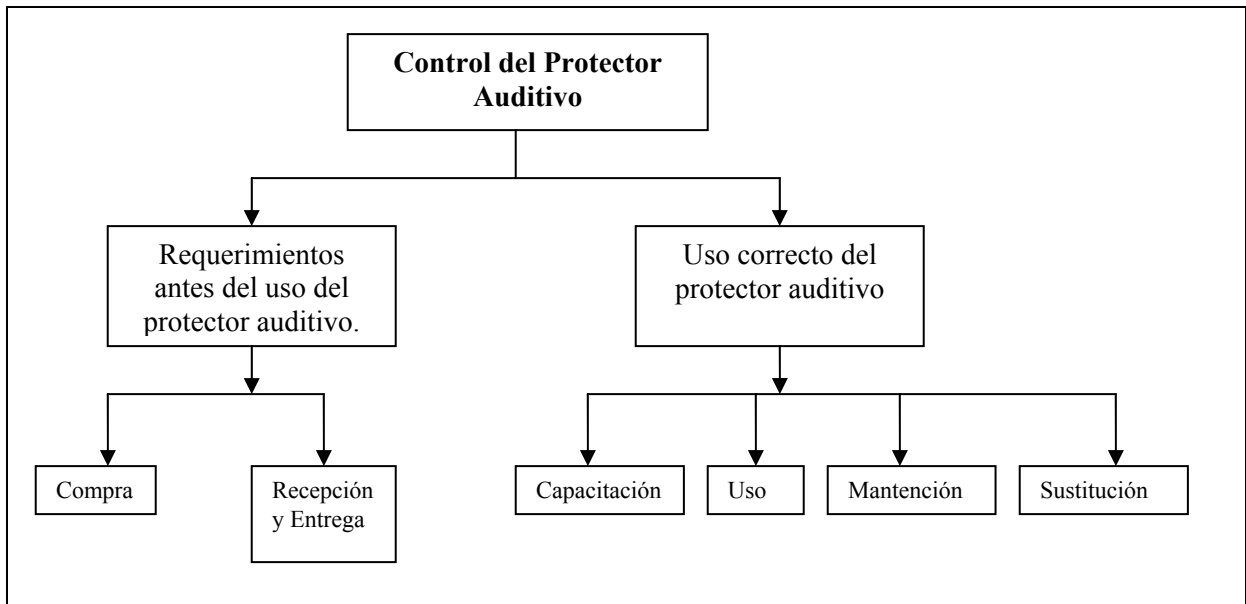 Control del Protector
Auditivo
Requerimientos
antes del uso del
protector auditivo.
Uso correcto del
protector auditivo
Compra
Recepción
y Entrega
Capacitación
Uso
Mantención
Sustitución